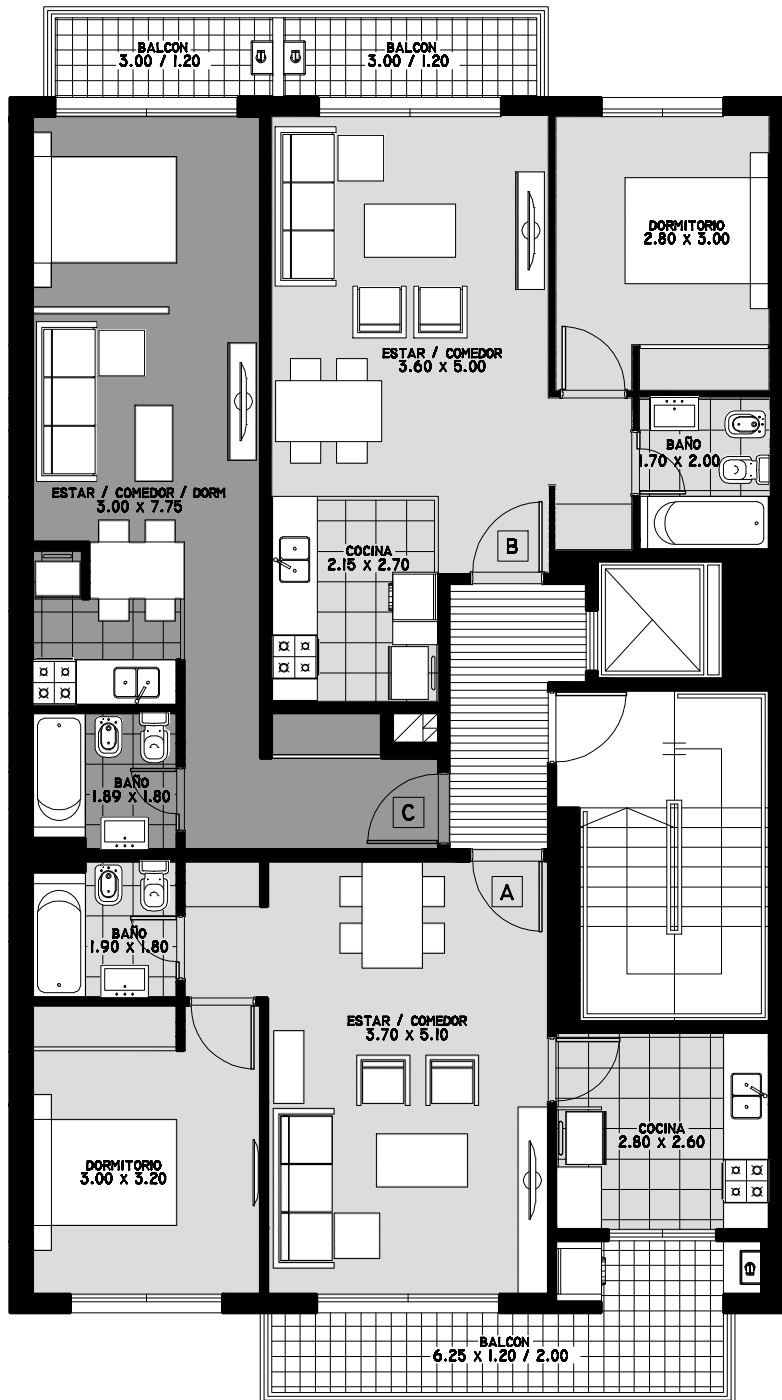 BALCON
3.00 / 1.20
BALCON
3.00 / 1.20
DORMITORIO
2.80 x 3.00
ESTAR / COMEDOR
3.60 x 5.00
BAÑO
1.70 x 2.00
ESTAR / COMEDOR / DORM
3.00 x 7.75
COCINA
2.15 x 2.70
B
BAÑO
1.89 x 1.80
C
A
BAÑO
1.90 x 1.80
ESTAR / COMEDOR
3.70 x 5.10
COCINA
2.80 x 2.60
DORMITORIO
3.00 x 3.20
BALCON
6.25 x 1.20 / 2.00